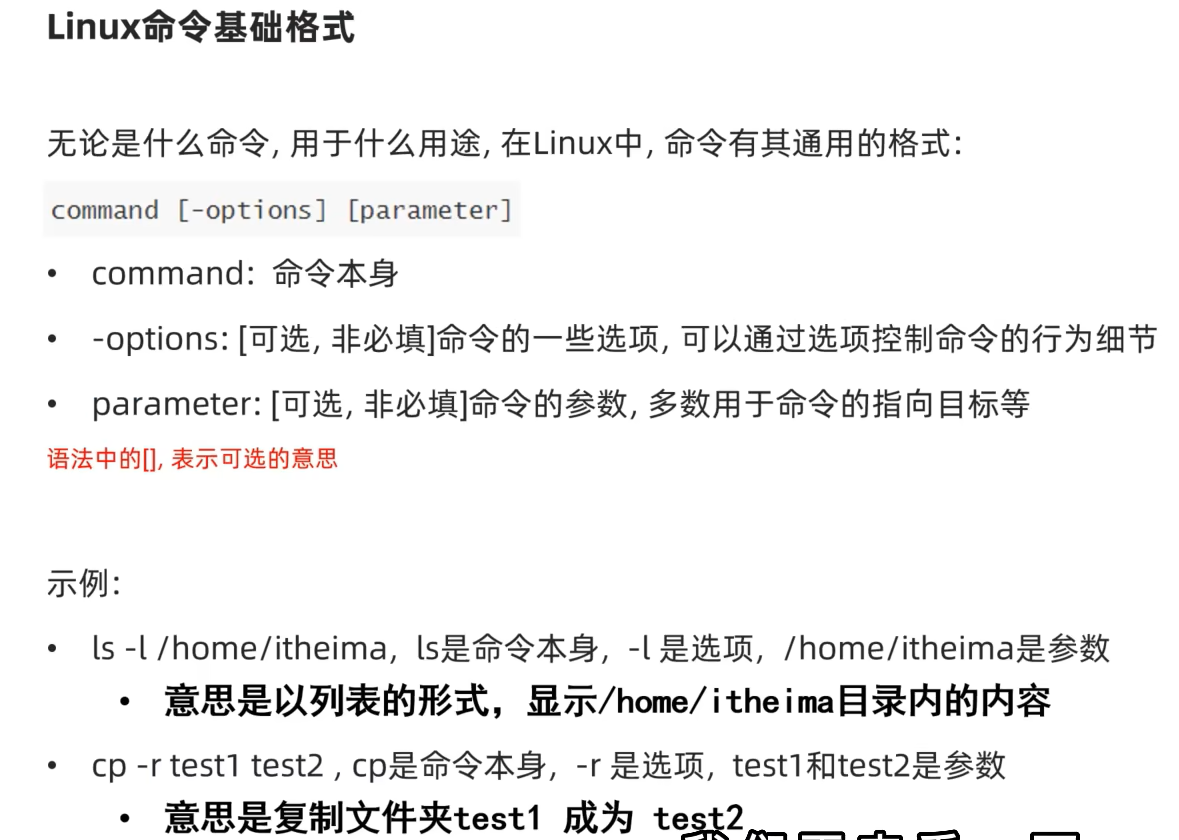 Linux命令基础格式
无论是什么命令, 用于什么用途, 在Linux中, 命令有其通用的格式:
command [-options] [parameter]
• command: 命令本身
• -options: [可选, 非必填]命令的一些选项, 可以通过选项控制命令的行为细节
• parameter: [可选, 非必填]命令的参数, 多数用于命令的指向目标等
语法中的[], 表示可选的意思
示例:
• ls -l /home/itheima, ls是命令本身, -l 是选项, /home/itheima是参数
• 意思是以列表的形式, 显示/home/itheima目录内的内容
• cp -r test1 test2 , cp是命令本身, -r 是选项, test1和test2是参数
• 意思是复制文件夹test1 成为 test2